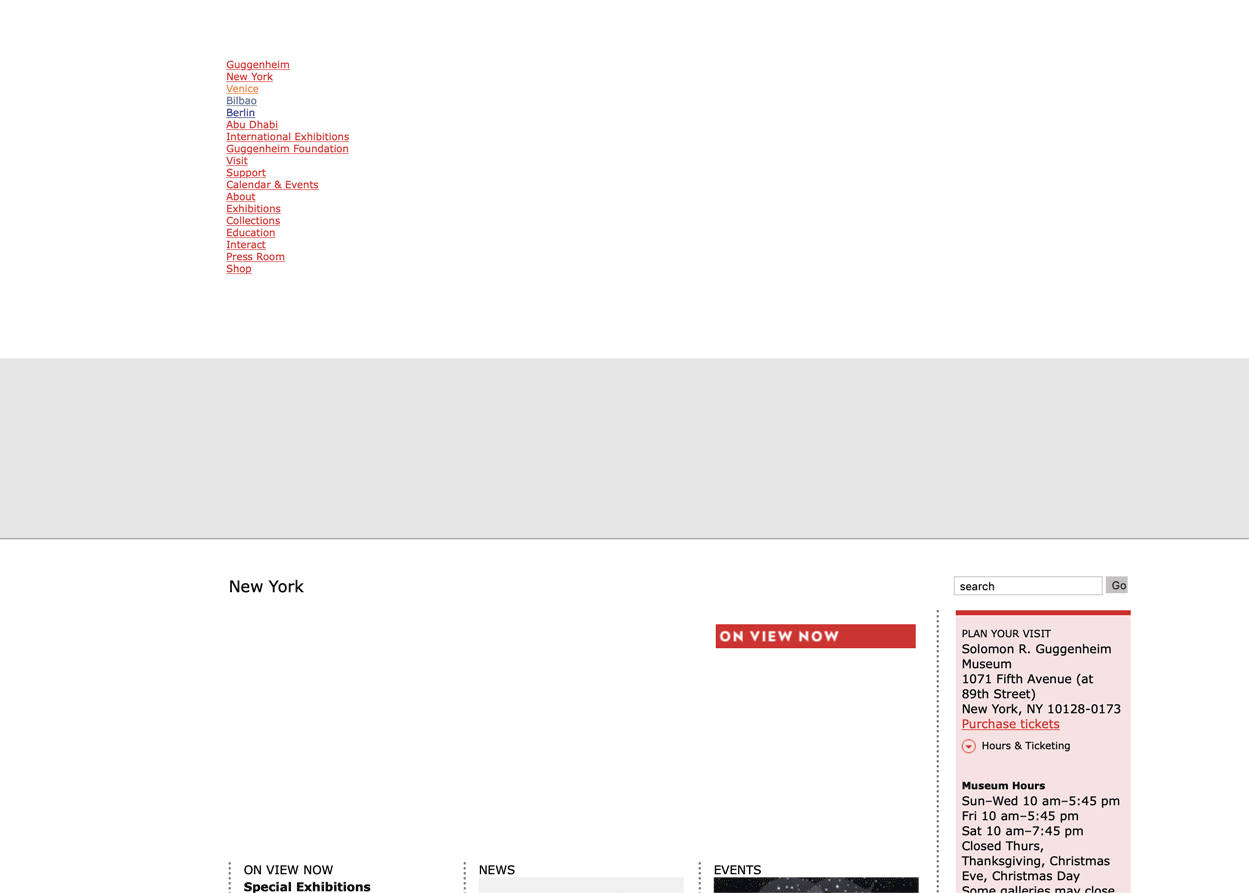 Guggenheim
New York
Venice
Bilbao
Berlin
Abu Dhabi
International Exhibitions
Guggenheim Foundation
Visit
Support
Calendar & Events
About
Exhibitions
Collections
Education
Interact
Press Room
Shop
New York
search
Go
ON VIEW NOW
PLAN YOUR VISIT
Solomon R. Guggenheim
Museum
1071 Fifth Avenue (at
89th Street)
New York, NY 10128-0173
Purchase tickets
Hours & Ticketing
Museum Hours
Sun–Wed 10 am–5:45 pm
Fri 10 am–5:45 pm
Sat 10 am–7:45 pm
Closed Thurs,
Thanksgiving, Christmas
Eve, Christmas Day
Some galleries may close
ON VIEW NOW
Special Exhibitions
NEWS
EVENTS